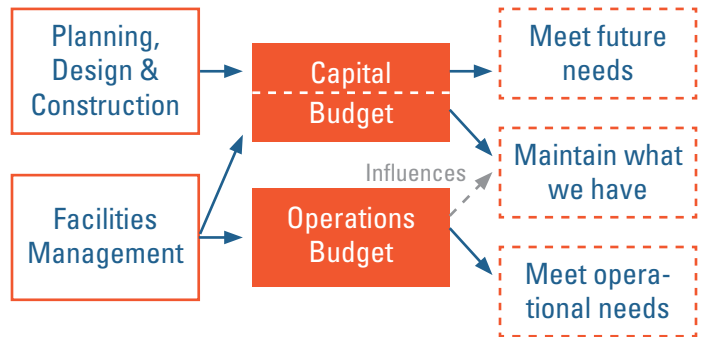 Planning,
Design &
Construction
Facilities
Management
Capital
Budget
Influences
Operations
Budget
Meet future
needs
Maintain what
we have
Meet opera-
tional needs